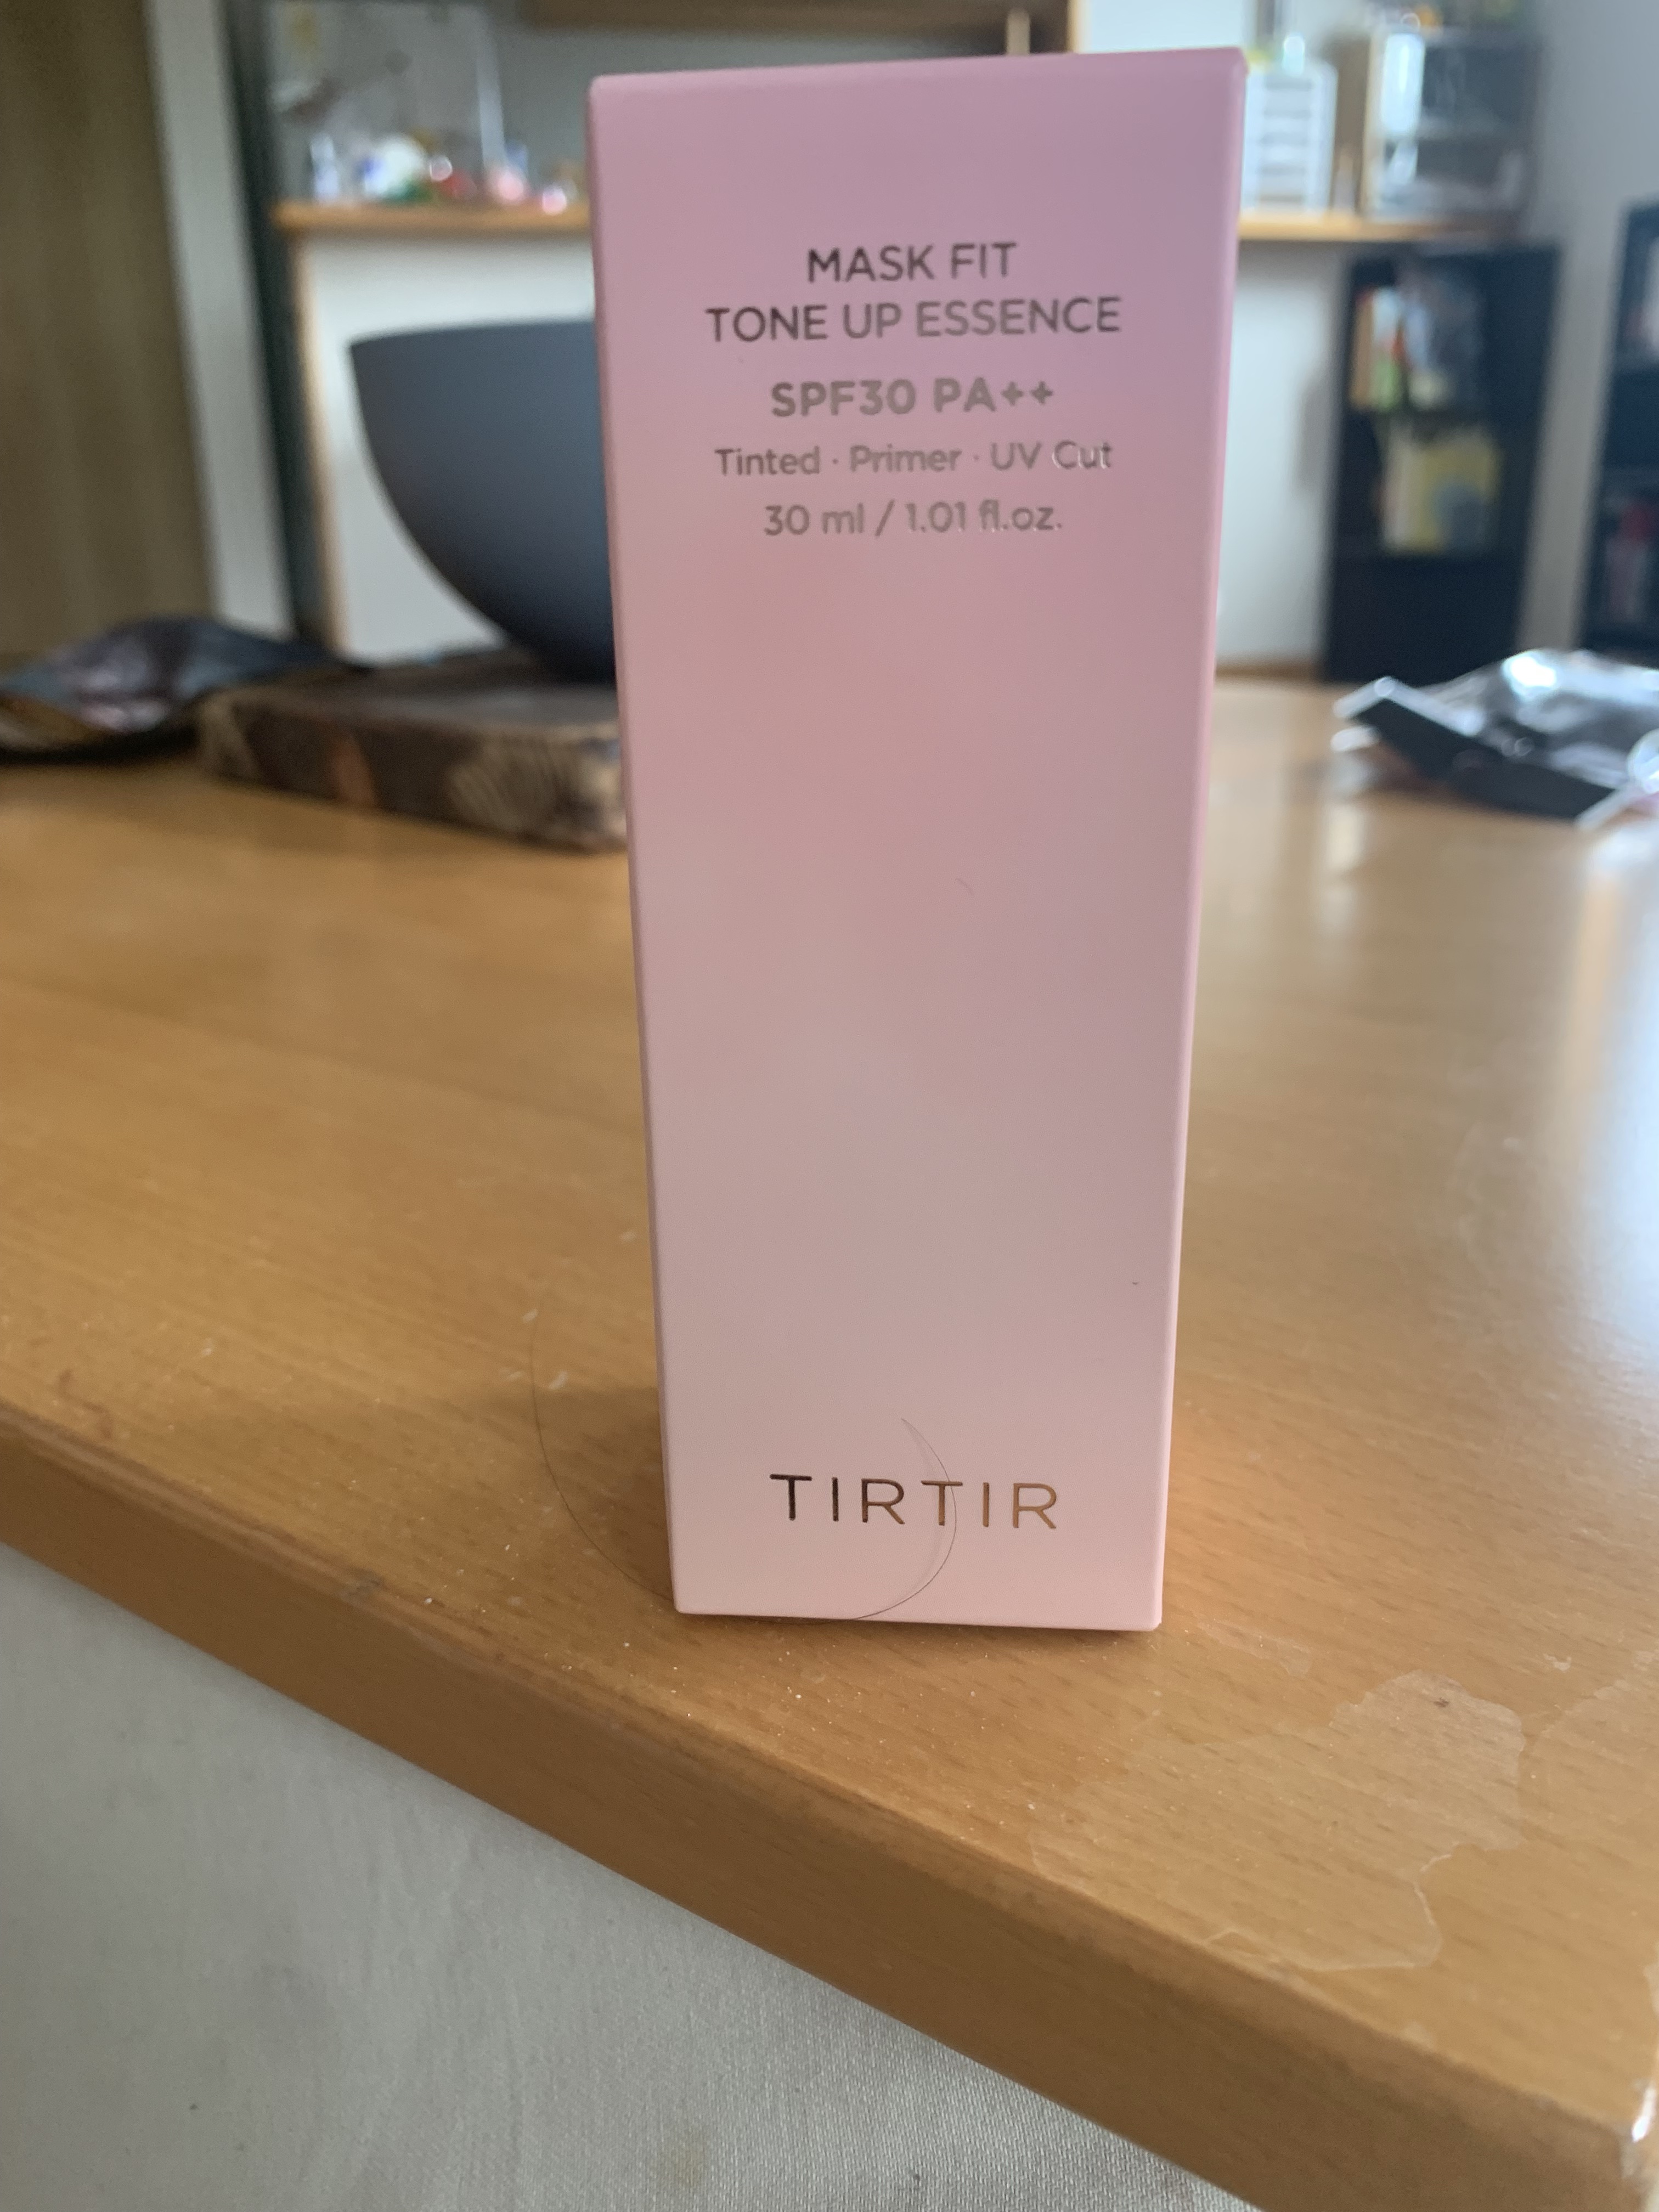 MASK FIT
TONE UP ESSENCE
SPF30 PA++
Tinted · Primer · UV Cut
30 ml / 1.01 fl.oz.
TIRTIR